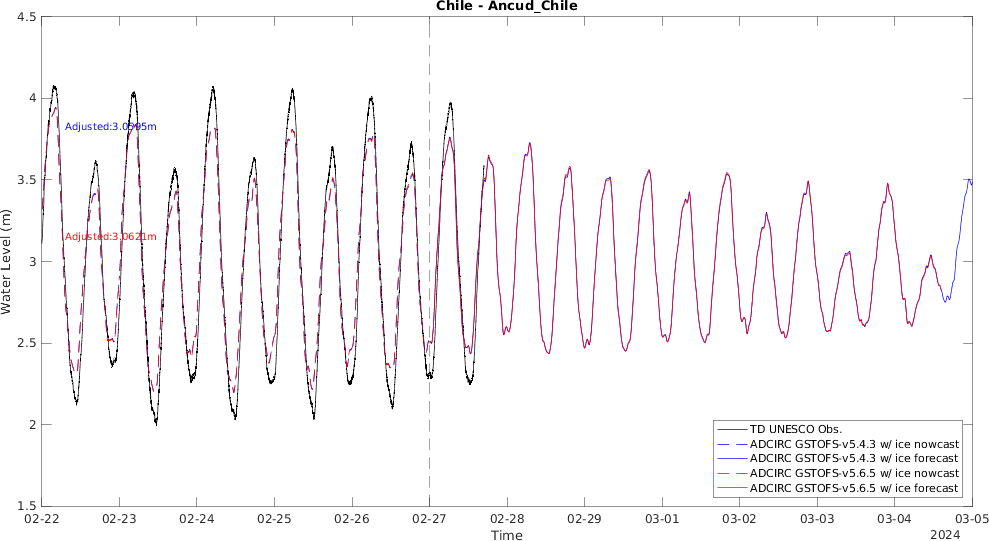 Chile - Ancud_Chile
4.5
4
3.5
3
2.5
2
1.5
Water Level (m)
Adjusted:3.0595m
Adjusted:3.0621m
TD UNESCO Obs.
ADCIRC GSTOFS-v5.4.3 w/ ice nowcast
ADCIRC GSTOFS-v5.4.3 w/ ice forecast
ADCIRC GSTOFS-v5.6.5 w/ ice nowcast
ADCIRC GSTOFS-v5.6.5 w/ ice forecast
02-22 02-23 02-24 02-25 02-26 02-27 02-28 02-29 03-01 03-02 03-03 03-04 03-05
Time
2024